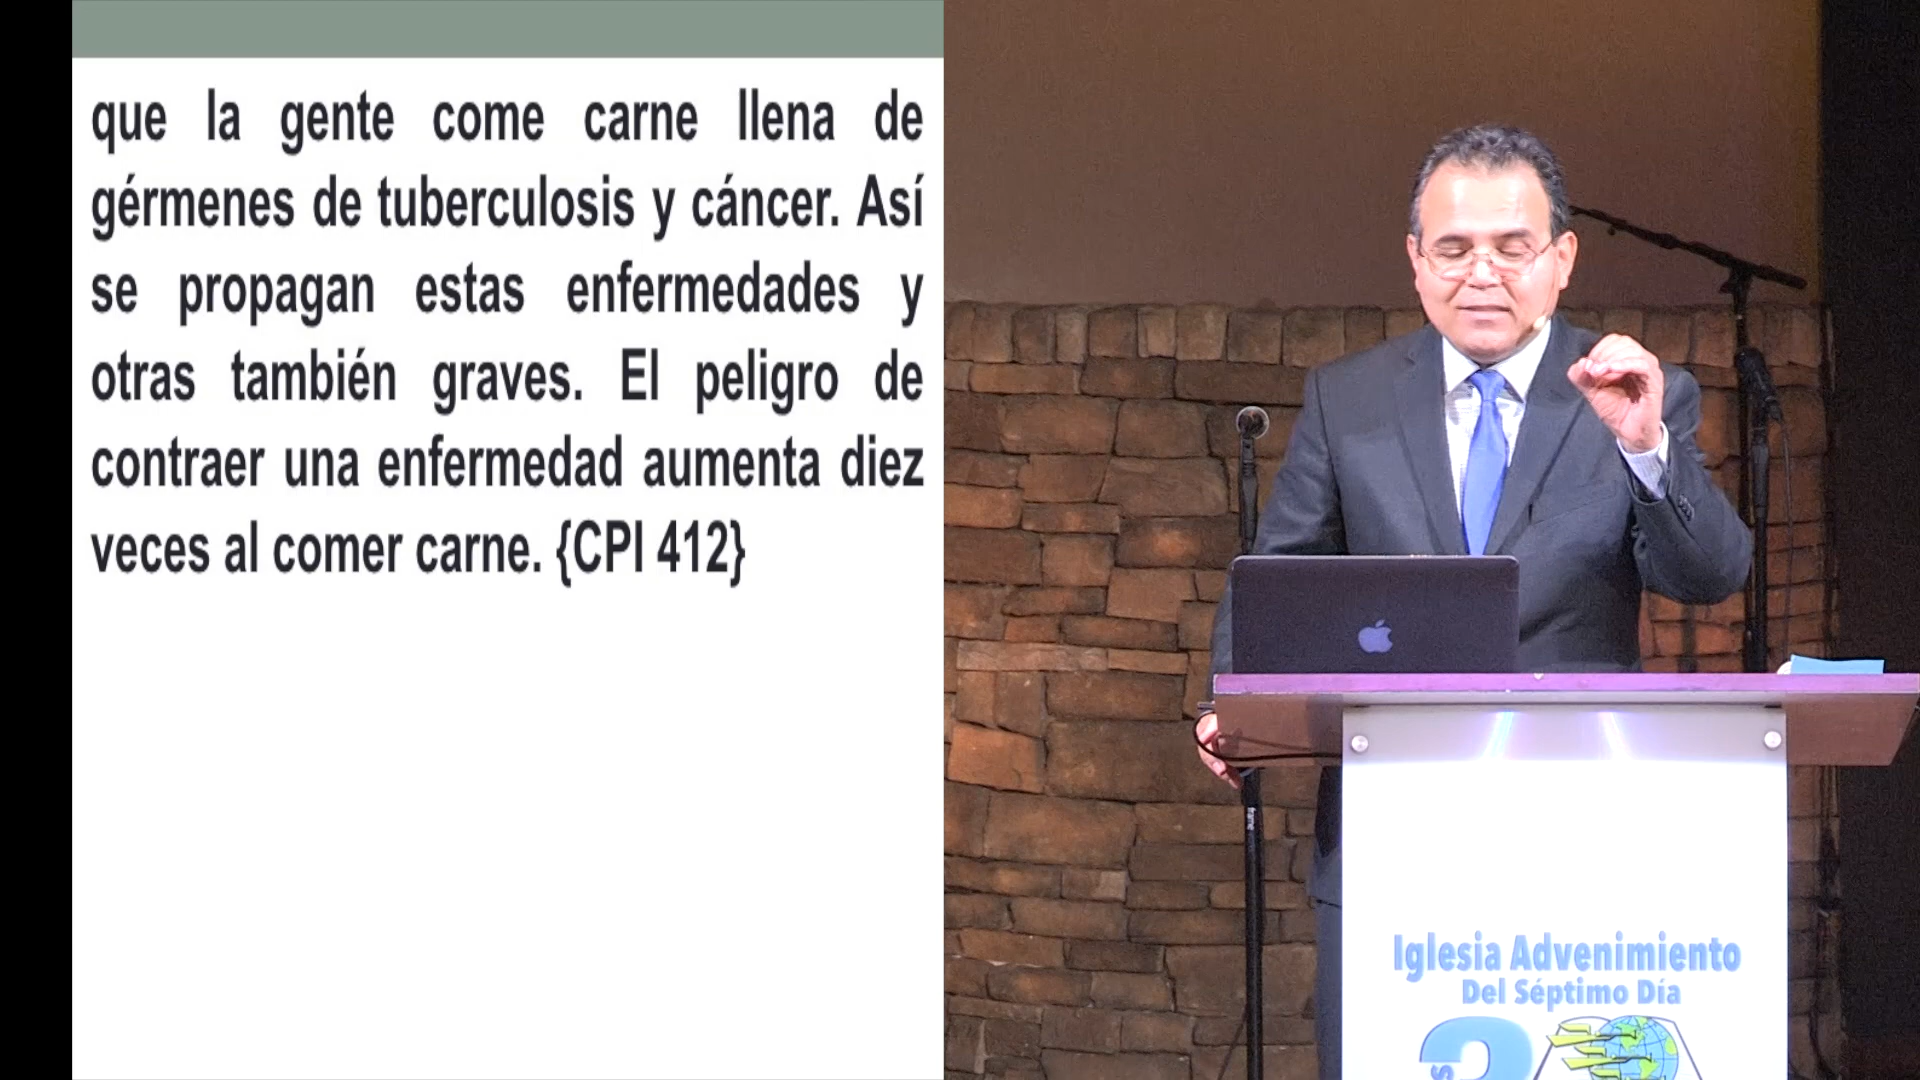 que la gente come carne llena de
gérmenes de tuberculosis y cáncer. Así
se propagan estas enfermedades y
otras también graves. El peligro de
contraer una enfermedad aumenta diez
veces al comer carne. {CPI 412}
Iglesia Advenimiento
Del Séptimo Día